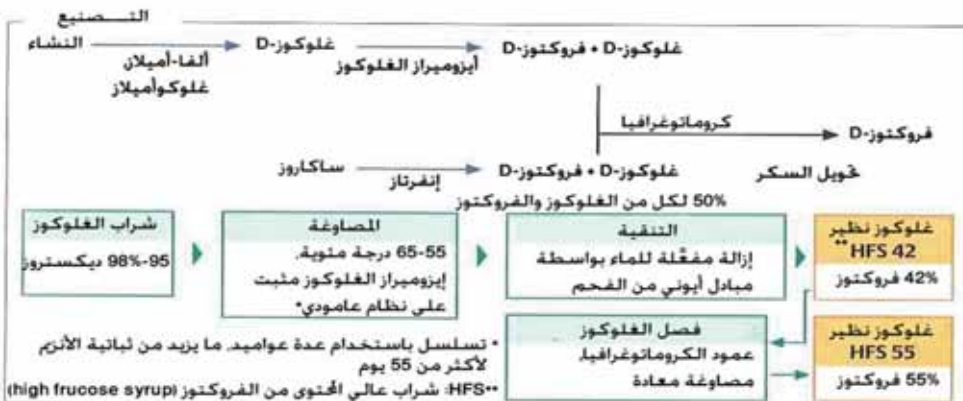 التـــصنيع
النشاء
ألفا-أميلاز
غلوكوأميلاز
غلوكوز-D
أيزوميراز الغلوكوز
غلوكوز-D + فروكتوز-D
كروماتوغرافيا
فروكتوز-D
ساكاروز
إنفرتاز
غلوكوز-D + فروكتوز-D
تحويل السكر
50% لكل من الغلوكوز والفروكتوز
شراب الغلوكوز
95-98% ديكستروز
المصاوغة
55-65 درجة مئوية.
إيزوميراز الغلوكوز مثبت
على نظام عامودي*
التنقية
إزالة مفعّلة للماء بواسطة
مبادل أيوني من الفحم
غلوكوز نظير
HFS 42**
42% فروكتوز
فصل الغلوكوز
عمود الكروماتوغرافيا.
مصاوغة معادة
غلوكوز نظير
HFS 55
55% فروكتوز
* تسلسل باستخدام عدة عواميد. ما يزيد من ثباتية الأنزيم
لأكثر من 55 يوم
**HFS: شراب عالي المحتوى من الفروكتوز (high frucose syrup)